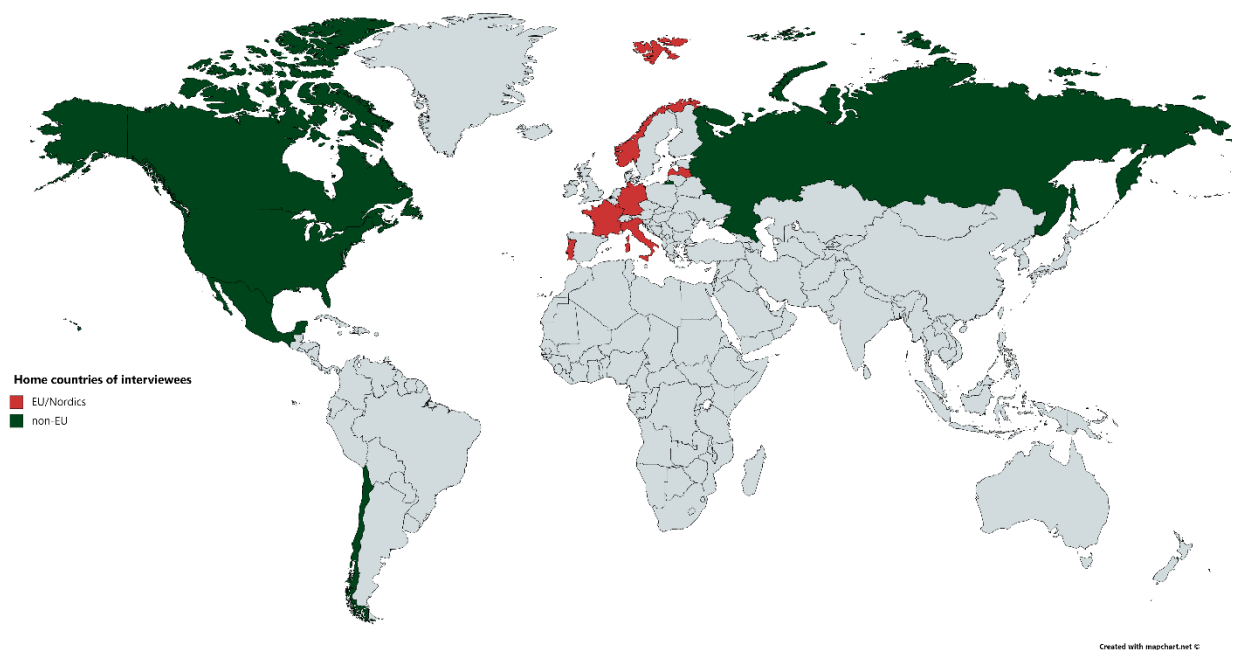 Home countries of interviewees
EU/Nordics
non-EU
Created with mapchart.net ©